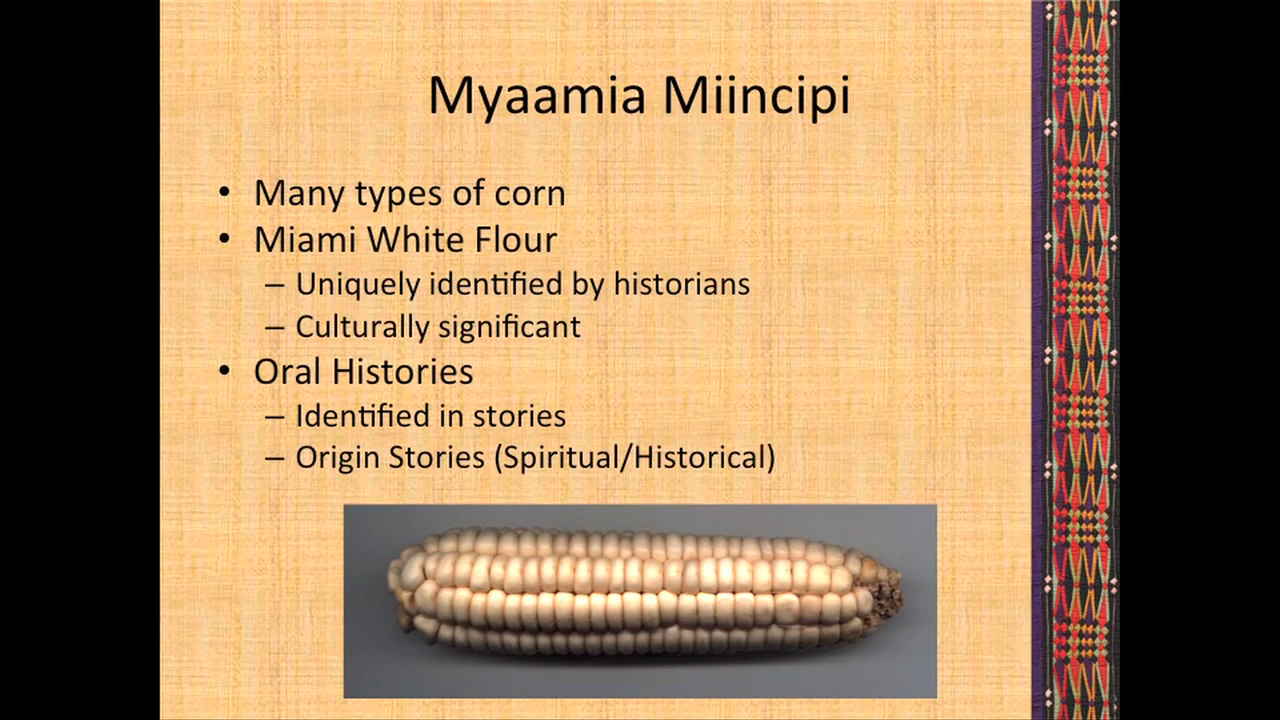 Myaamia Miincipi
• Many types of corn
• Miami White Flour
– Uniquely identified by historians
– Culturally significant
• Oral Histories
– Identified in stories
– Origin Stories (Spiritual/Historical)